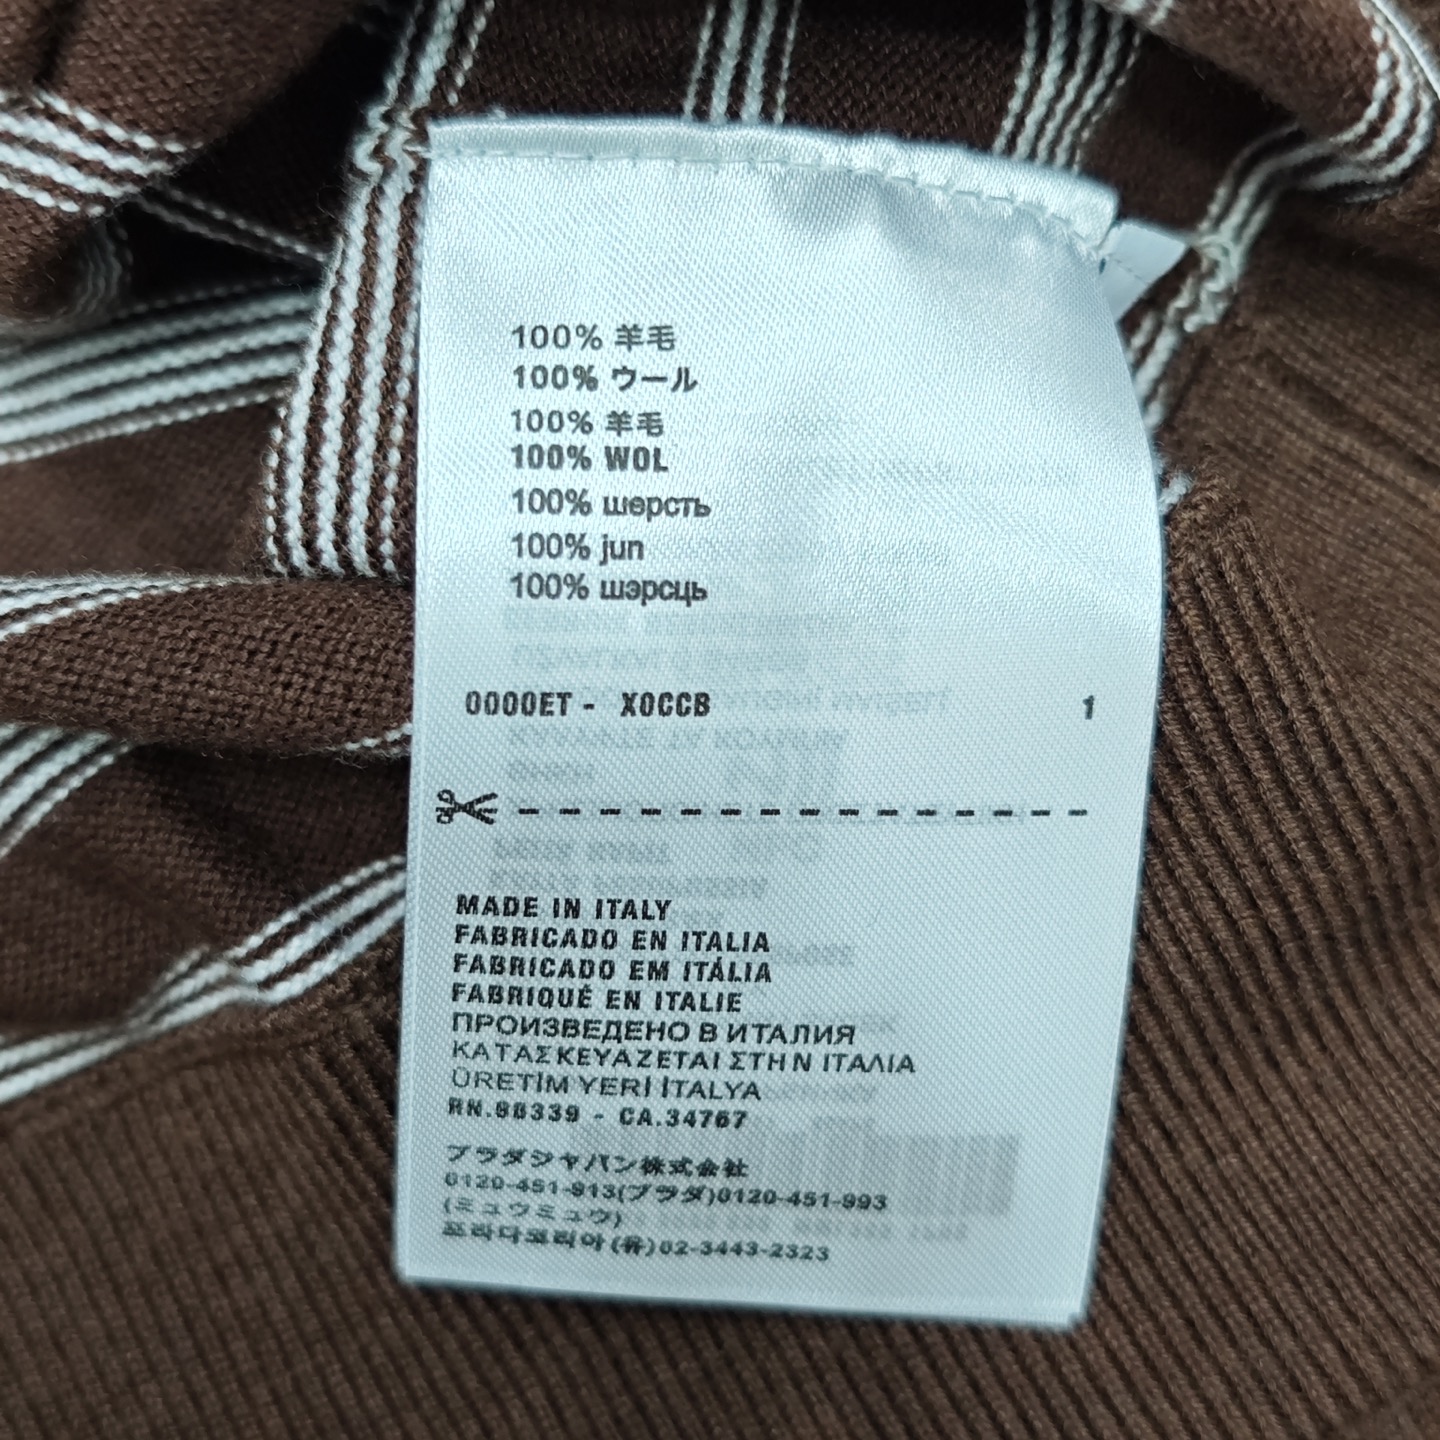 100% 羊毛
100% ウール
100% 羊毛
100% WOL
100% шерсть
100% jun
100% шэрсць
0000ET - X0CCB 1
MADE IN ITALY
FABRICADO EN ITALIA
FABRICADO EM ITÁLIA
FABRIQUÉ EN ITALIE
ПРОИЗВЕДЕНО В ИТАЛИЯ
ΚΑΤΑΣΚΕΥΑΖΕΤΑΙ ΣΤΗΝ ΙΤΑΛΙΑ
ÜRETİM YERİ İTALYA
RN.98339 - CA.34767
プラダジャパン株式会社
0120-451-913(プラダ)0120-451-993
(ミュウミュウ)
프라다코리아(유)02-3443-2323